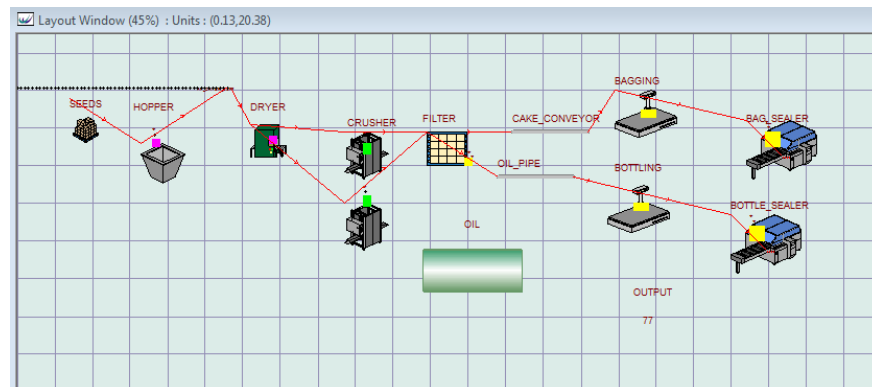 Layout Window (45%) : Units : (0.13,20.38)
BAGGING
SEEDS
HOPPER
DRYER
CRUSHER
FILTER
CAKE_CONVEYOR
BAG_SEALER
OIL_PIPE
BOTTLING
BOTTLE_SEALER
OIL
OUTPUT
77